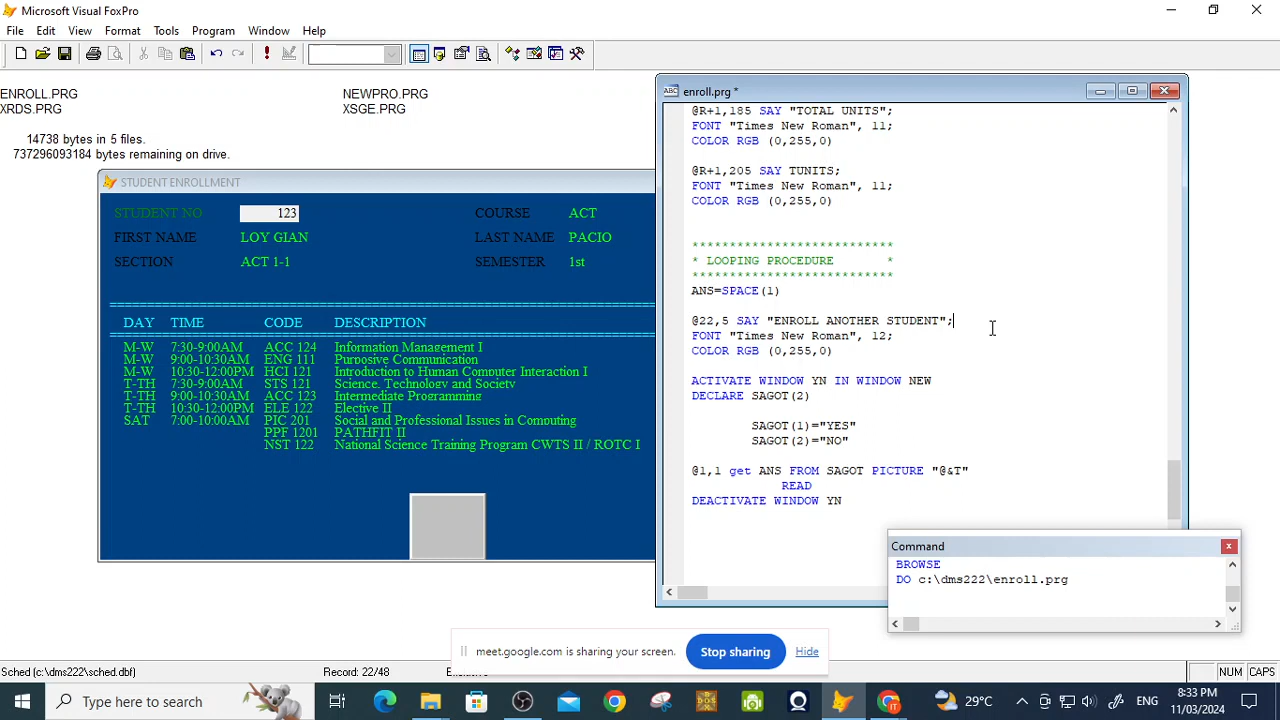 Microsoft Visual FoxPro
File Edit View Format Tools Program Window Help
ENROLL.PRG NEWPRO.PRG
XRDS.PRG XSGE.PRG
14738 bytes in 5 files.
737296093184 bytes remaining on drive.
STUDENT ENROLLMENT
STUDENT NO 123 COURSE ACT
FIRST NAME LOY GIAN LAST NAME PACIO
SECTION ACT 1-1 SEMESTER 1st
DAY TIME CODE DESCRIPTION
M-W 7:30-9:00AM ACC 124 Information Management I
M-W 9:00-10:30AM ENG 111 Purposive Communication
M-W 10:30-12:00PM HCI 121 Introduction to Human Computer Interaction I
T-TH 7:30-9:00AM STS 121 Science, Technology and Society
T-TH 9:00-10:30AM ACC 123 Intermediate Programming
T-TH 10:30-12:00PM ELE 122 Elective II
SAT 7:00-10:00AM PIC 201 Social and Professional Issues in Computing
PPF 1201 PATHFIT II
NST 122 National Science Training Program CWTS II / ROTC I
enroll.prg *
@R+1,185 SAY "TOTAL UNITS";
FONT "Times New Roman", 11;
COLOR RGB (0,255,0)
@R+1,205 SAY TUNITS;
FONT "Times New Roman", 11;
COLOR RGB (0,255,0)
***************************
* LOOPING PROCEDURE *
***************************
ANS=SPACE(1)
@22,5 SAY "ENROLL ANOTHER STUDENT";
FONT "Times New Roman", 12;
COLOR RGB (0,255,0)
ACTIVATE WINDOW YN IN WINDOW NEW
DECLARE SAGOT(2)
SAGOT(1)="YES"
SAGOT(2)="NO"
@1,1 get ANS FROM SAGOT PICTURE "@&T"
READ
DEACTIVATE WINDOW YN
Command
BROWSE
DO c:\dms222\enroll.prg
meet.google.com is sharing your screen. Stop sharing Hide
Sched (c:\dms222\sched.dbf) Record: 22/48 NUM CAPS
Type here to search
29°C
ENG
8:33 PM
11/03/2024